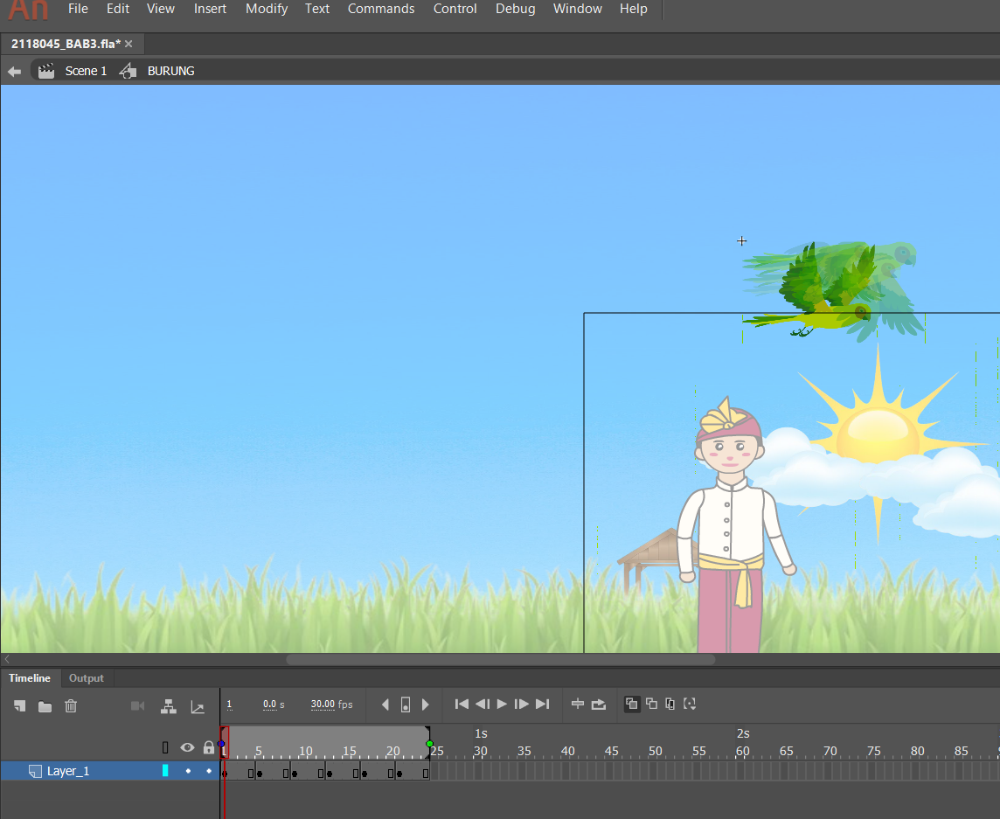 An File Edit View Insert Modify Text Commands Control Debug Window Help
2118045_BAB3.fla* ×
Scene 1 BURUNG
Timeline Output
1 0.0 s 30.00 fps
1s 2s
1 5 10 15 20 25 30 35 40 45 50 55 60 65 70 75 80 85
Layer_1